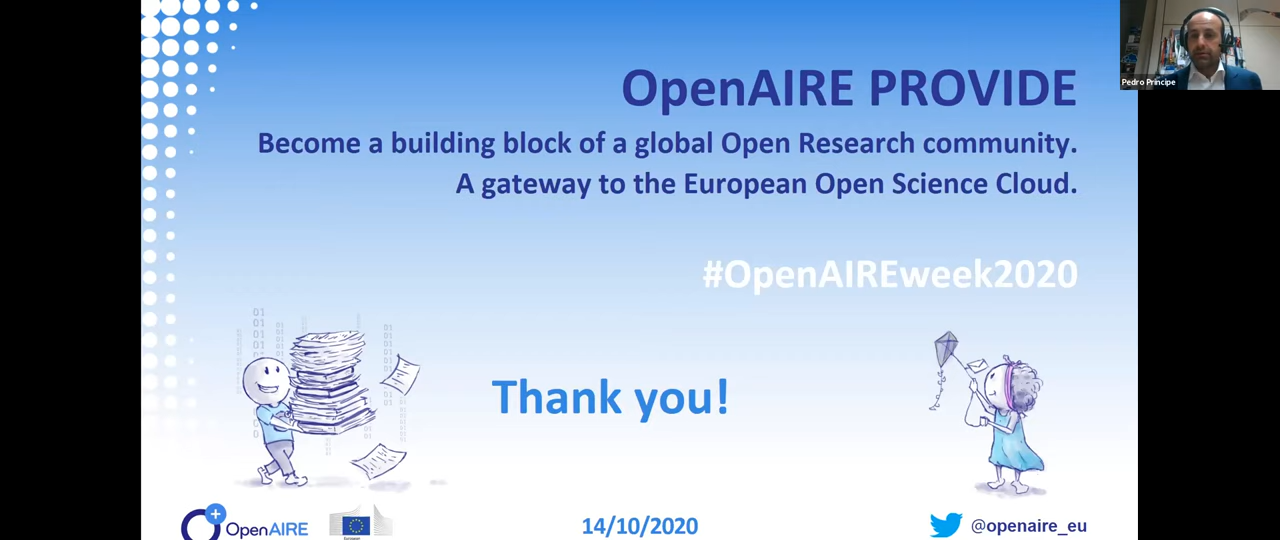 OpenAIRE PROVIDE
Pedro Principe
Become a building block of a global Open Research community.
A gateway to the European Open Science Cloud.
#OpenAIREweek2020
Thank you!
OpenAIRE
European
14/10/2020
@openaire_eu